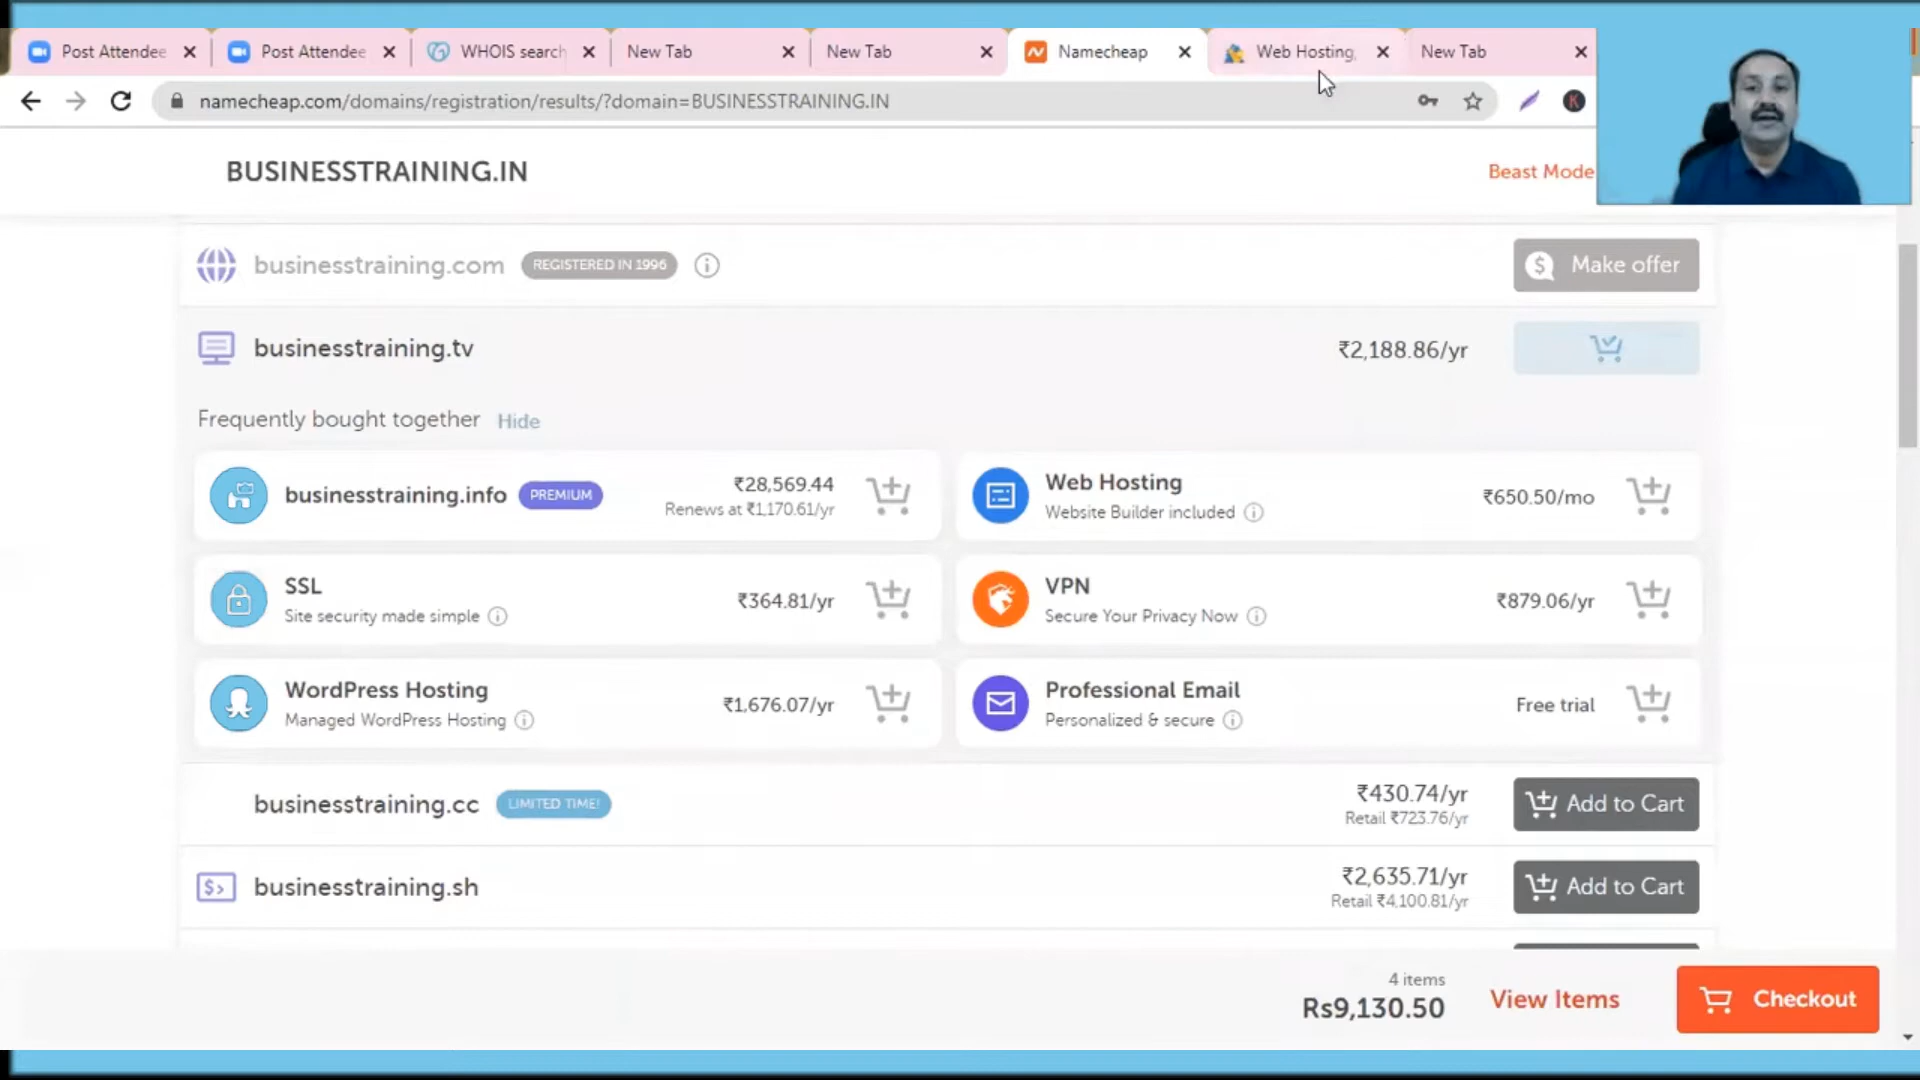 Post Attendee
Post Attendee
WHOIS search
New Tab
New Tab
Namecheap
Web Hosting,
New Tab
namecheap.com/domains/registration/results/?domain=BUSINESSTRAINING.IN
K
BUSINESSTRAINING.IN
Beast Mode
businesstraining.com
REGISTERED IN 1996
Make offer
businesstraining.tv
₹2,188.86/yr
Frequently bought together Hide
businesstraining.info
PREMIUM
₹28,569.44
Renews at ₹1,170.61/yr
Web Hosting
Website Builder included
₹650.50/mo
SSL
Site security made simple
₹364.81/yr
VPN
Secure Your Privacy Now
₹879.06/yr
WordPress Hosting
Managed WordPress Hosting
₹1,676.07/yr
Professional Email
Personalized & secure
Free trial
businesstraining.cc
LIMITED TIME!
₹430.74/yr
Retail ₹723.76/yr
Add to Cart
businesstraining.sh
₹2,635.71/yr
Retail ₹4,100.81/yr
Add to Cart
4 items
Rs9,130.50
View Items
Checkout